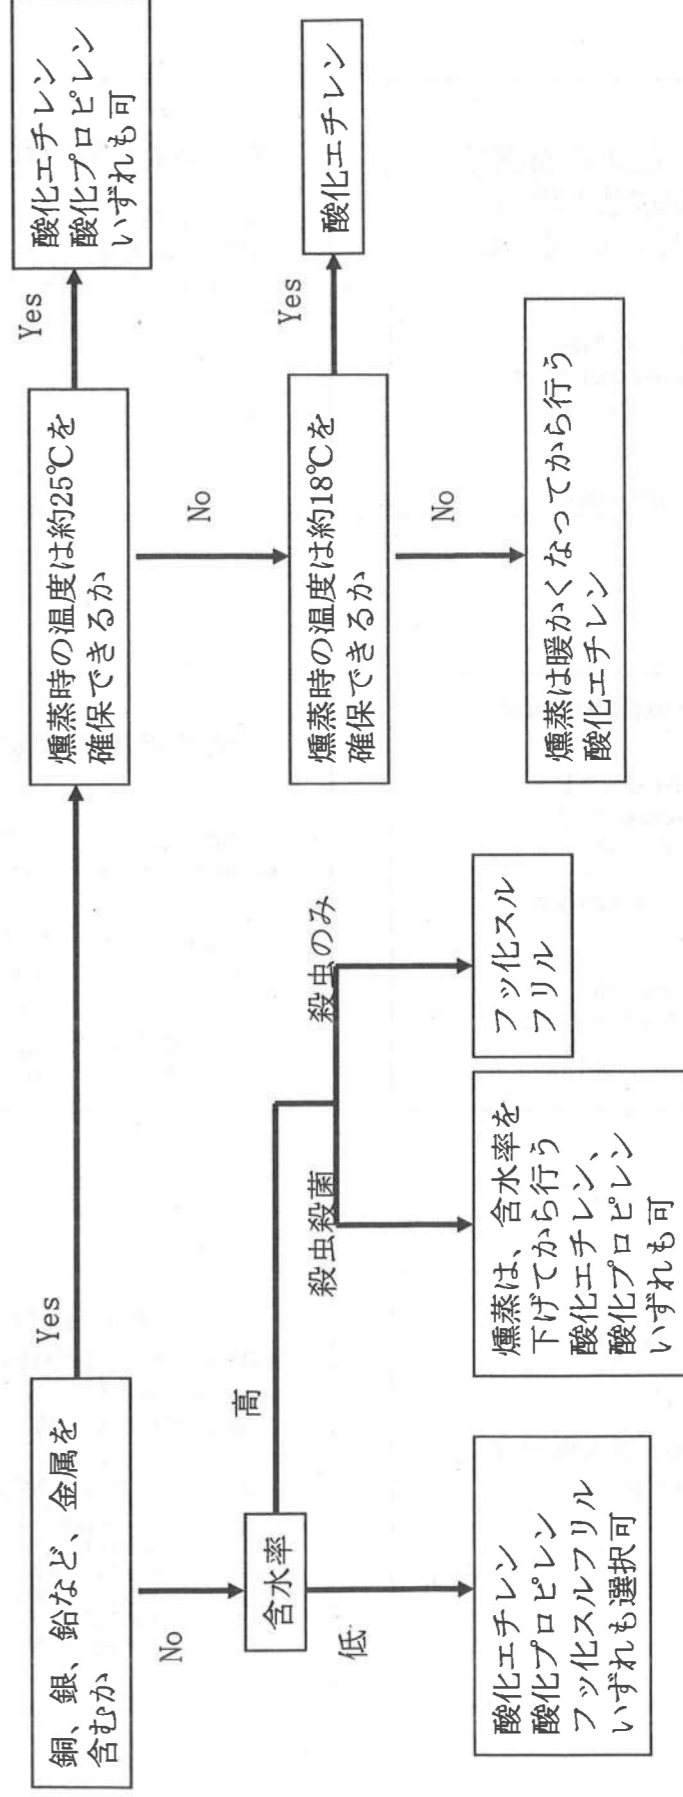 銅、銀、鉛など、金属を
含むか
Yes
燻蒸時の温度は約25℃を
確保できるか
Yes
酸化エチレン
酸化プロピレン
いずれも可
No
燻蒸時の温度は約18℃を
確保できるか
Yes
酸化エチレン
No
燻蒸は暖かくなってから行う
酸化エチレン
No
含水率
高
殺虫殺菌
殺虫のみ
燻蒸は、含水率を
下げてから行う
酸化エチレン、
酸化プロピレン
いずれも可
フッ化スル
フリル
低
酸化エチレン
酸化プロピレン
フッ化スルフリル
いずれも選択可